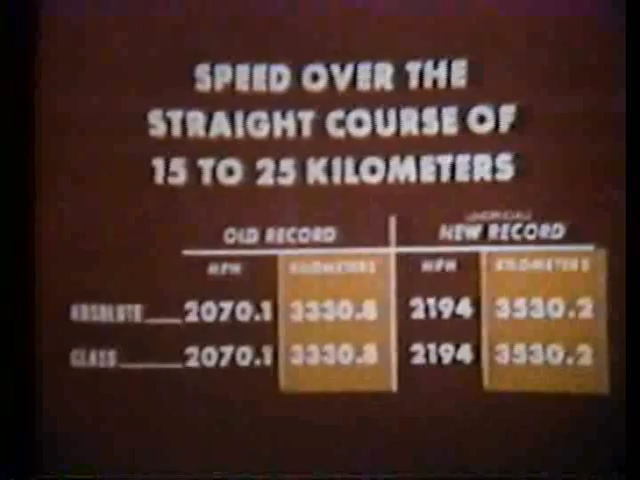 SPEED OVER THE
STRAIGHT COURSE OF
15 TO 25 KILOMETERS
(UNOFFICIAL)
OLD RECORD NEW RECORD
MPH KILOMETERS MPH KILOMETERS
ABSOLUTE 2070.1 3330.8 2194 3530.2
CLASS 2070.1 3330.8 2194 3530.2